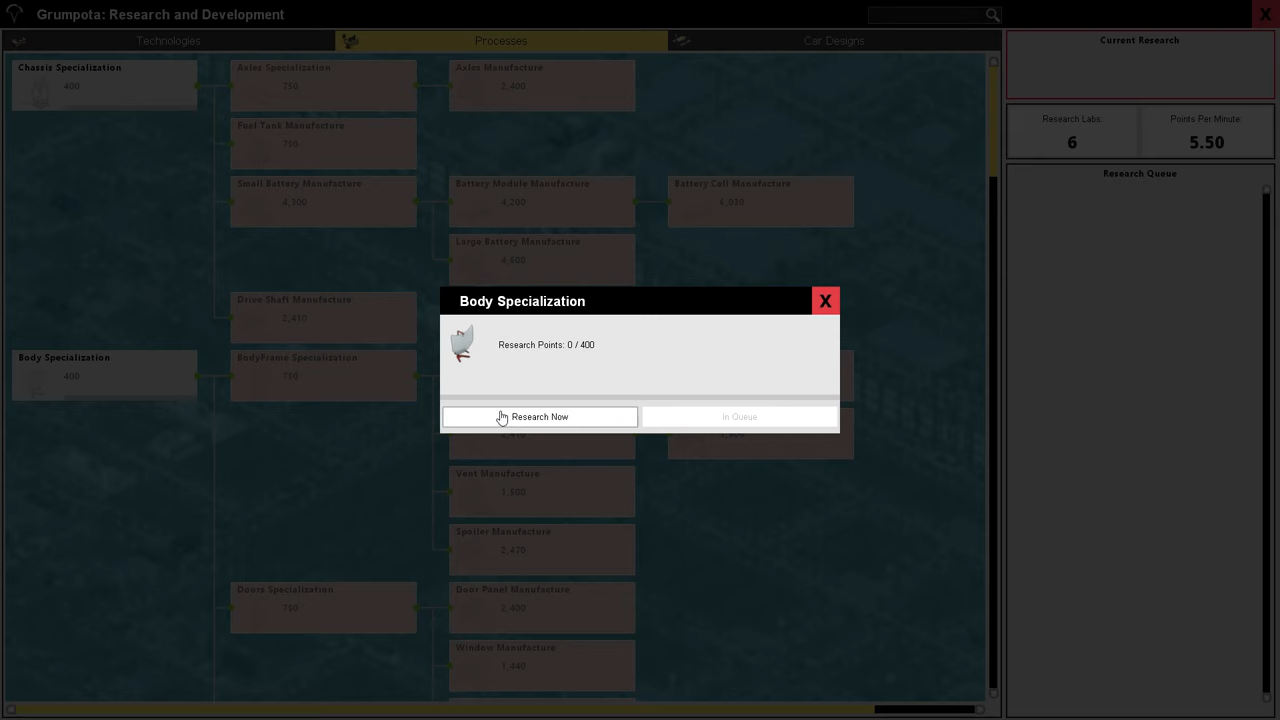 Grumpota: Research and Development
X
Technologies
Processes
Car Designs
Current Research
Chassis Specialization
400
Axles Specialization
750
Axles Manufacture
2,400
Research Labs:
6
Points Per Minute:
5.50
Fuel Tank Manufacture
750
Research Queue
Small Battery Manufacture
4,300
Battery Module Manufacture
4,200
Battery Cell Manufacture
Large Battery Manufacture
4,600
Drive Shaft Manufacture
2,410
Body Specialization
X
Research Points: 0 / 400
Research Now
In Queue
Body Specialization
400
BodyFrame Specialization
750
Vent Manufacture
Spoiler Manufacture
2,470
Doors Specialization
750
Door Panel Manufacture
2,400
Window Manufacture
1,440